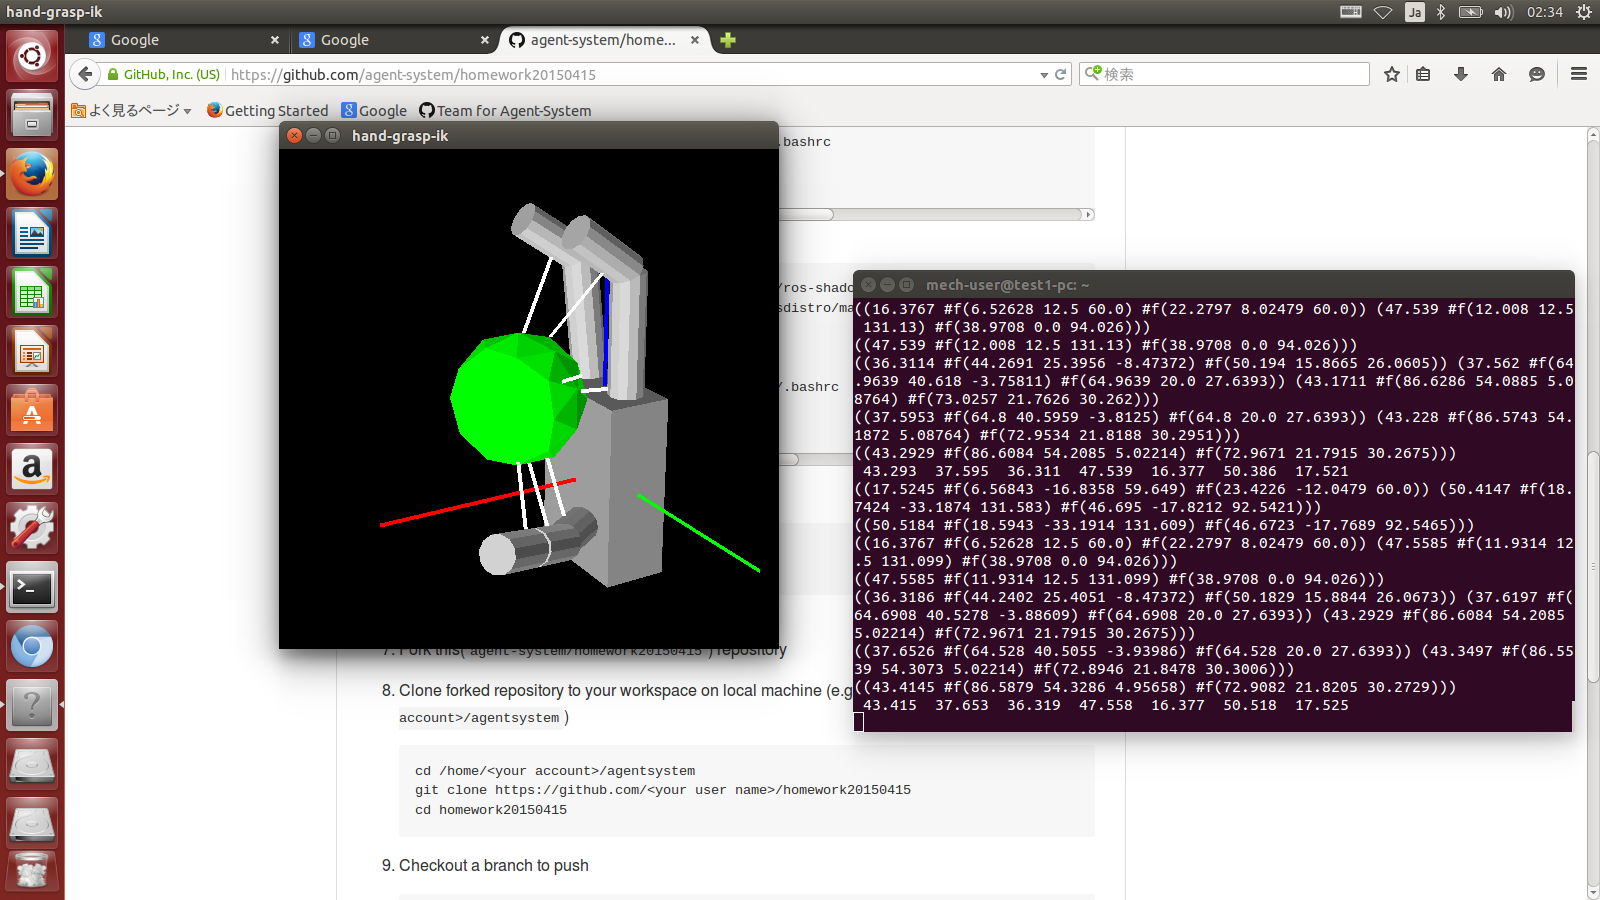 hand-grasp-ik
Ja
02:34
Google
Google
agent-system/home...
GitHub, Inc. (US)
https://github.com/agent-system/homework20150415
検索
よく見るページ
Getting Started
Google
Team for Agent-System
hand-grasp-ik
.bashrc
/ros-shado
sdistro/ma
/.bashrc
mech-user@test1-pc: ~
((16.3767 #f(6.52628 12.5 60.0) #f(22.2797 8.02479 60.0)) (47.539 #f(12.008 12.5
 131.13) #f(38.9708 0.0 94.026)))
((47.539 #f(12.008 12.5 131.13) #f(38.9708 0.0 94.026)))
((36.3114 #f(44.2691 25.3956 -8.47372) #f(50.194 15.8665 26.0605)) (37.562 #f(64
.9639 40.618 -3.75811) #f(64.9639 20.0 27.6393)) (43.1711 #f(86.6286 54.0885 5.0
8764) #f(73.0257 21.7626 30.262)))
((37.5953 #f(64.8 40.5959 -3.8125) #f(64.8 20.0 27.6393)) (43.228 #f(86.5743 54.
1872 5.08764) #f(72.9534 21.8188 30.2951)))
((43.2929 #f(86.6084 54.2085 5.02214) #f(72.9671 21.7915 30.2675)))
 43.293  37.595  36.311  47.539  16.377  50.386  17.521
((17.5245 #f(6.56843 -16.8358 59.649) #f(23.4226 -12.0479 60.0)) (50.4147 #f(18.
7424 -33.1874 131.583) #f(46.695 -17.8212 92.5421)))
((50.5184 #f(18.5943 -33.1914 131.609) #f(46.6723 -17.7689 92.5465)))
((16.3767 #f(6.52628 12.5 60.0) #f(22.2797 8.02479 60.0)) (47.5585 #f(11.9314 12
.5 131.099) #f(38.9708 0.0 94.026)))
((47.5585 #f(11.9314 12.5 131.099) #f(38.9708 0.0 94.026)))
((36.3186 #f(44.2402 25.4051 -8.47372) #f(50.1829 15.8844 26.0673)) (37.6197 #f(
64.6908 40.5278 -3.88609) #f(64.6908 20.0 27.6393)) (43.2929 #f(86.6084 54.2085
5.02214) #f(72.9671 21.7915 30.2675)))
((37.6526 #f(64.528 40.5055 -3.93986) #f(64.528 20.0 27.6393)) (43.3497 #f(86.55
39 54.3073 5.02214) #f(72.8946 21.8478 30.3006)))
((43.4145 #f(86.5879 54.3286 4.95658) #f(72.9082 21.8205 30.2729)))
 43.415  37.653  36.319  47.558  16.377  50.518  17.525
7. Fork this( agent-system/homework20150415 ) repository
8. Clone forked repository to your workspace on local machine (e.g
account>/agentsystem )
cd /home/<your account>/agentsystem
git clone https://github.com/<your user name>/homework20150415
cd homework20150415
9. Checkout a branch to push